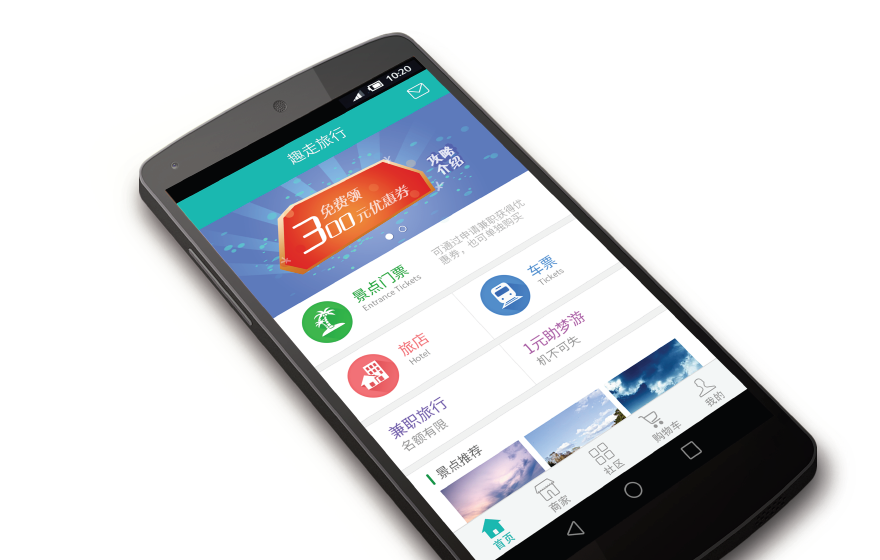 10:20
趣走旅行
免费领
300元优惠券
攻略
介绍
景点门票
Entrance Tickets
可通过申请兼职获得优
惠券，也可单独购买
旅店
Hotel
车票
Tickets
兼职旅行
名额有限
1元助梦游
机不可失
景点推荐
首页
商家
社区
购物车
我的